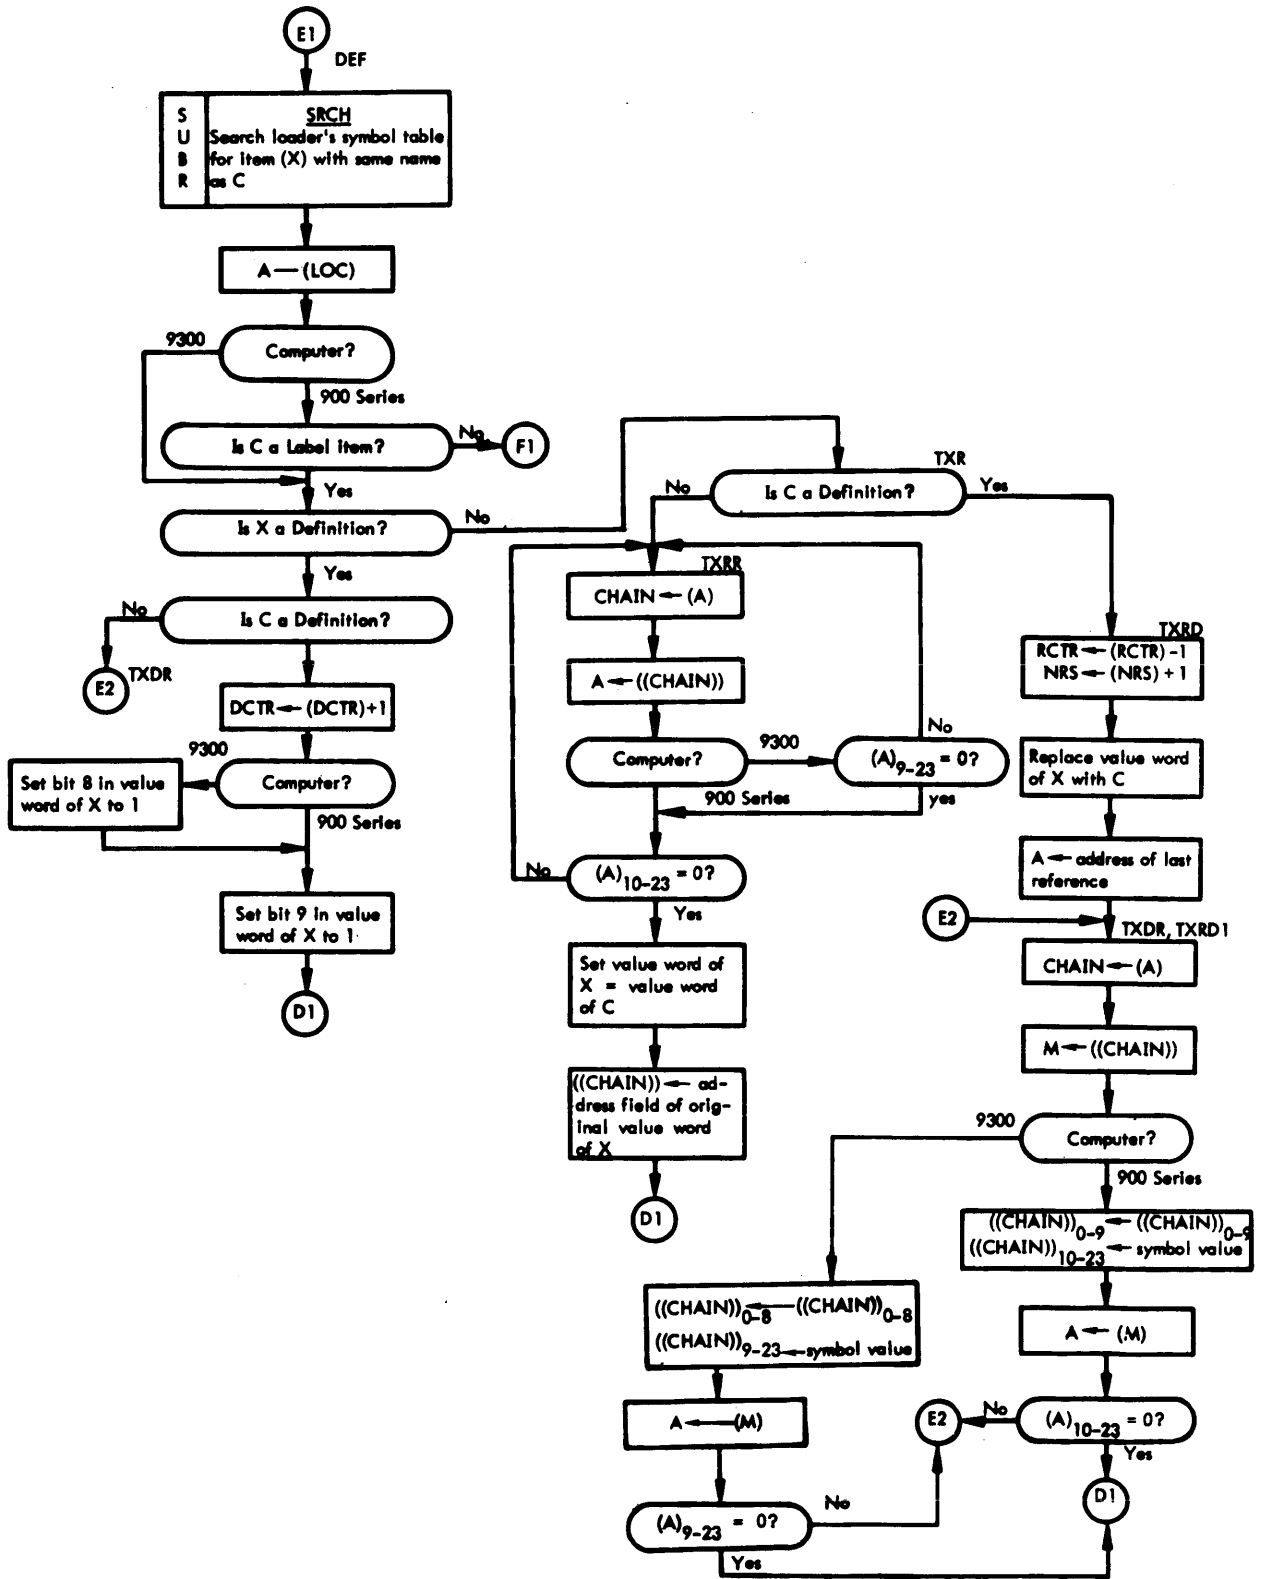 E1
DEF
S
U
B
R
SRCH
Search loader's symbol table
for item (X) with same name
as C
A — (LOC)
9300
Computer?
900 Series
Is C a Label item?
No
F1
Yes
Is X a Definition?
No
Yes
Is C a Definition?
No
TXDR
E2
DCTR ← (DCTR)+1
9300
Computer?
Set bit 8 in value
word of X to 1
900 Series
Set bit 9 in value
word of X to 1
D1
TXR
No
Is C a Definition?
Yes
TXRR
CHAIN ← (A)
A ← ((CHAIN))
Computer?
9300
No
(A)9-23 = 0?
900 Series
yes
No
(A)10-23 = 0?
Yes
Set value word of
X = value word
of C
((CHAIN)) ← ad-
dress field of orig-
inal value word
of X
D1
TXRD
RCTR ← (RCTR) -1
NRS ← (NRS) + 1
Replace value word
of X with C
A ← address of last
reference
E2
TXDR, TXRD1
CHAIN ← (A)
M ← ((CHAIN))
9300
Computer?
900 Series
((CHAIN))0-9 ← ((CHAIN))0-9
((CHAIN))10-23 ← symbol value
A ← (M)
No
(A)10-23 = 0?
Yes
D1
((CHAIN))0-8 ← ((CHAIN))0-8
((CHAIN))9-23 ← symbol value
A ← (M)
E2
(A)9-23 = 0?
No
Yes